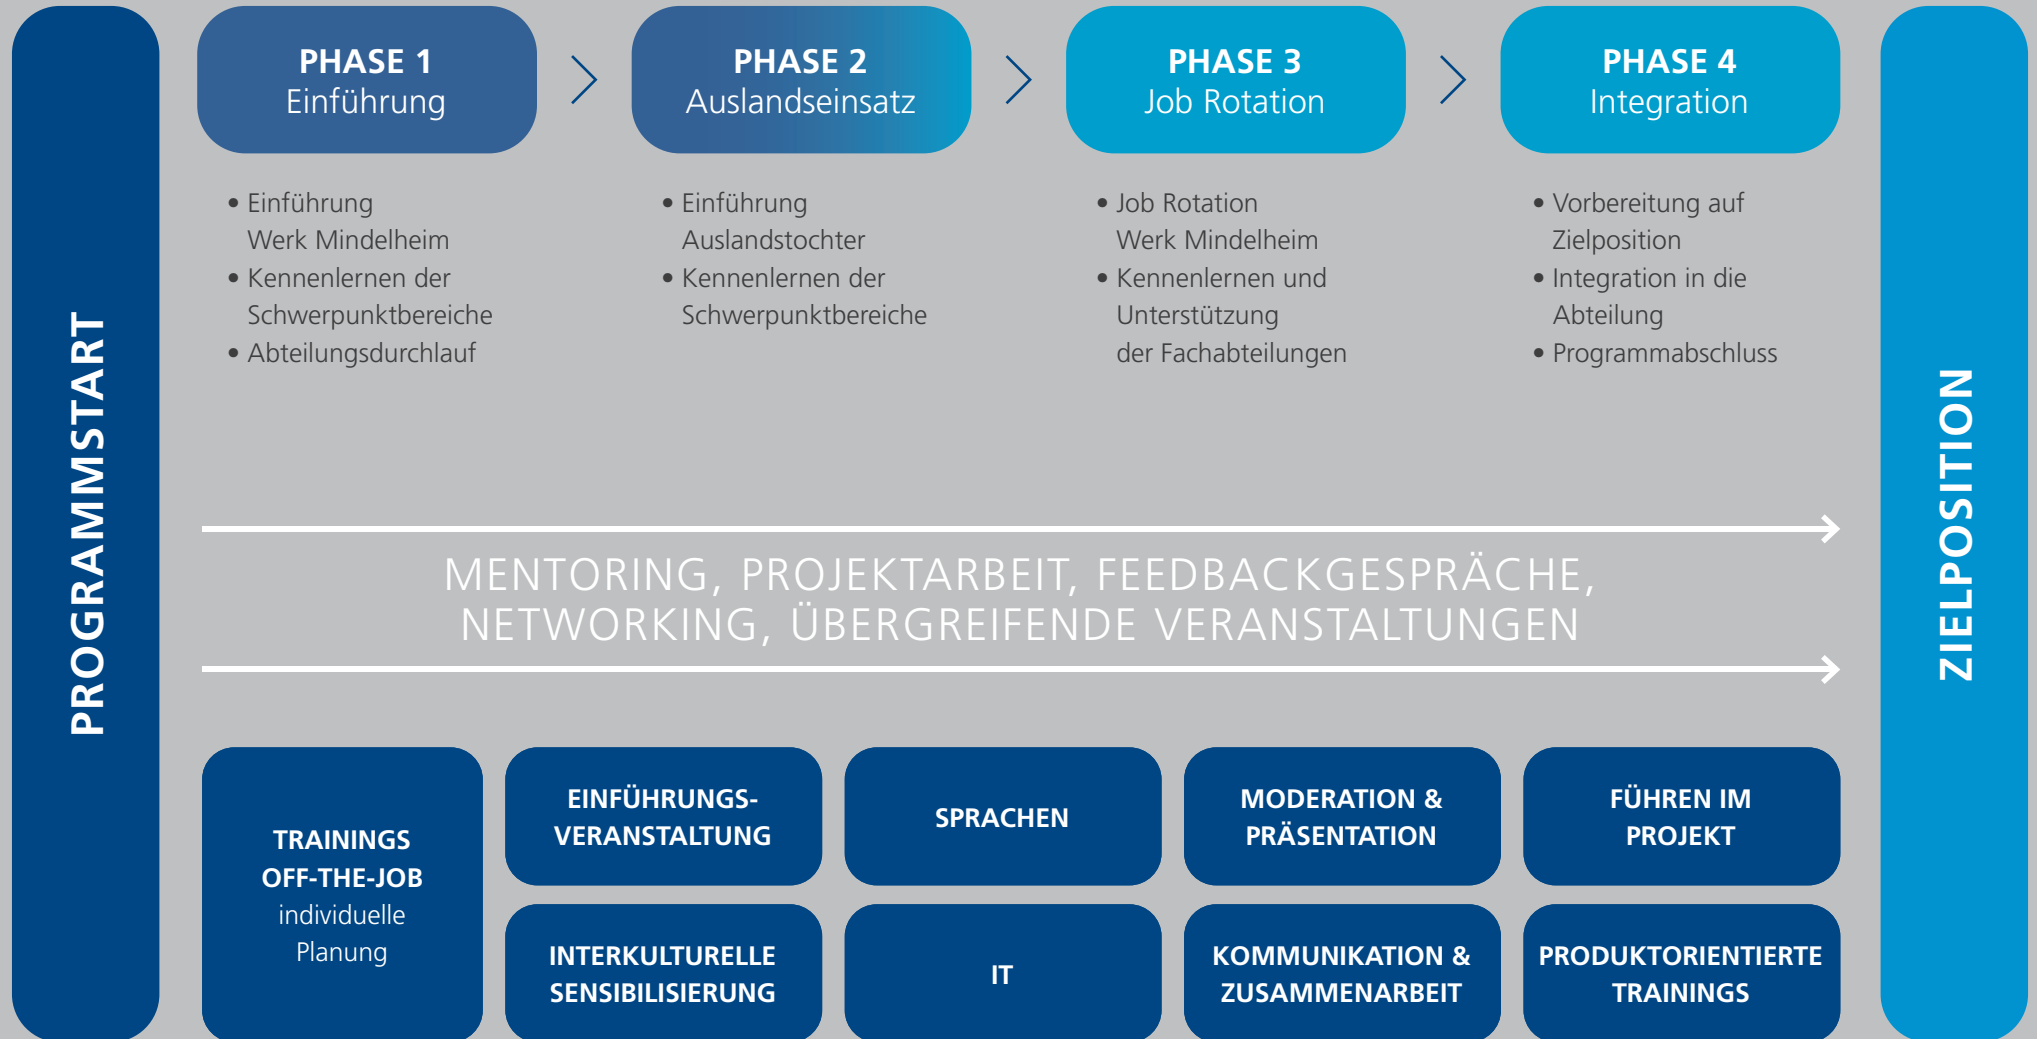 PROGRAMMSTART
PHASE 1
Einführung
• Einführung
Werk Mindelheim
• Kennenlernen der
Schwerpunktbereiche
• Abteilungsdurchlauf
PHASE 2
Auslandseinsatz
• Einführung
Auslandstochter
• Kennenlernen der
Schwerpunktbereiche
PHASE 3
Job Rotation
• Job Rotation
Werk Mindelheim
• Kennenlernen und
Unterstützung
der Fachabteilungen
PHASE 4
Integration
• Vorbereitung auf
Zielposition
• Integration in die
Abteilung
• Programmabschluss
MENTORING, PROJEKTARBEIT, FEEDBACKGESPRÄCHE,
NETWORKING, ÜBERGREIFENDE VERANSTALTUNGEN
TRAININGS
OFF-THE-JOB
individuelle
Planung
EINFÜHRUNGS-
VERANSTALTUNG
SPRACHEN
MODERATION &
PRÄSENTATION
FÜHREN IM
PROJEKT
INTERKULTURELLE
SENSIBILISIERUNG
IT
KOMMUNIKATION &
ZUSAMMENARBEIT
PRODUKTORIENTIERTE
TRAININGS
ZIELPOSITION